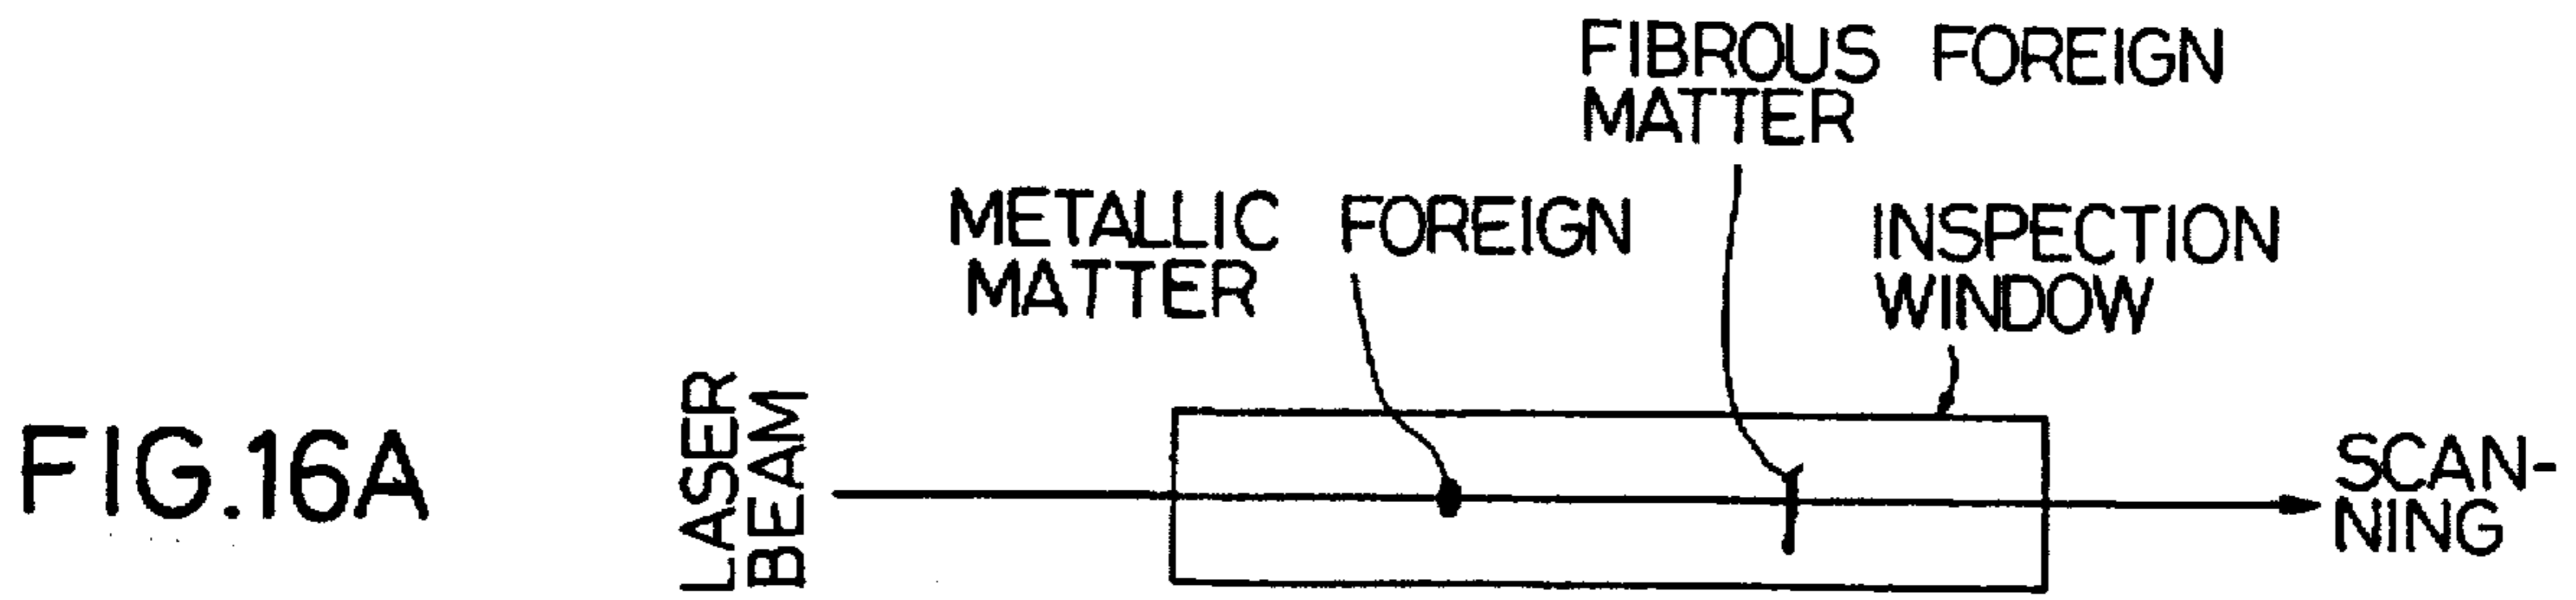 FIBROUS FOREIGN
MATTER
METALLIC FOREIGN
MATTER
INSPECTION
WINDOW
LASER
BEAM
FIG.16A
SCAN-
NING